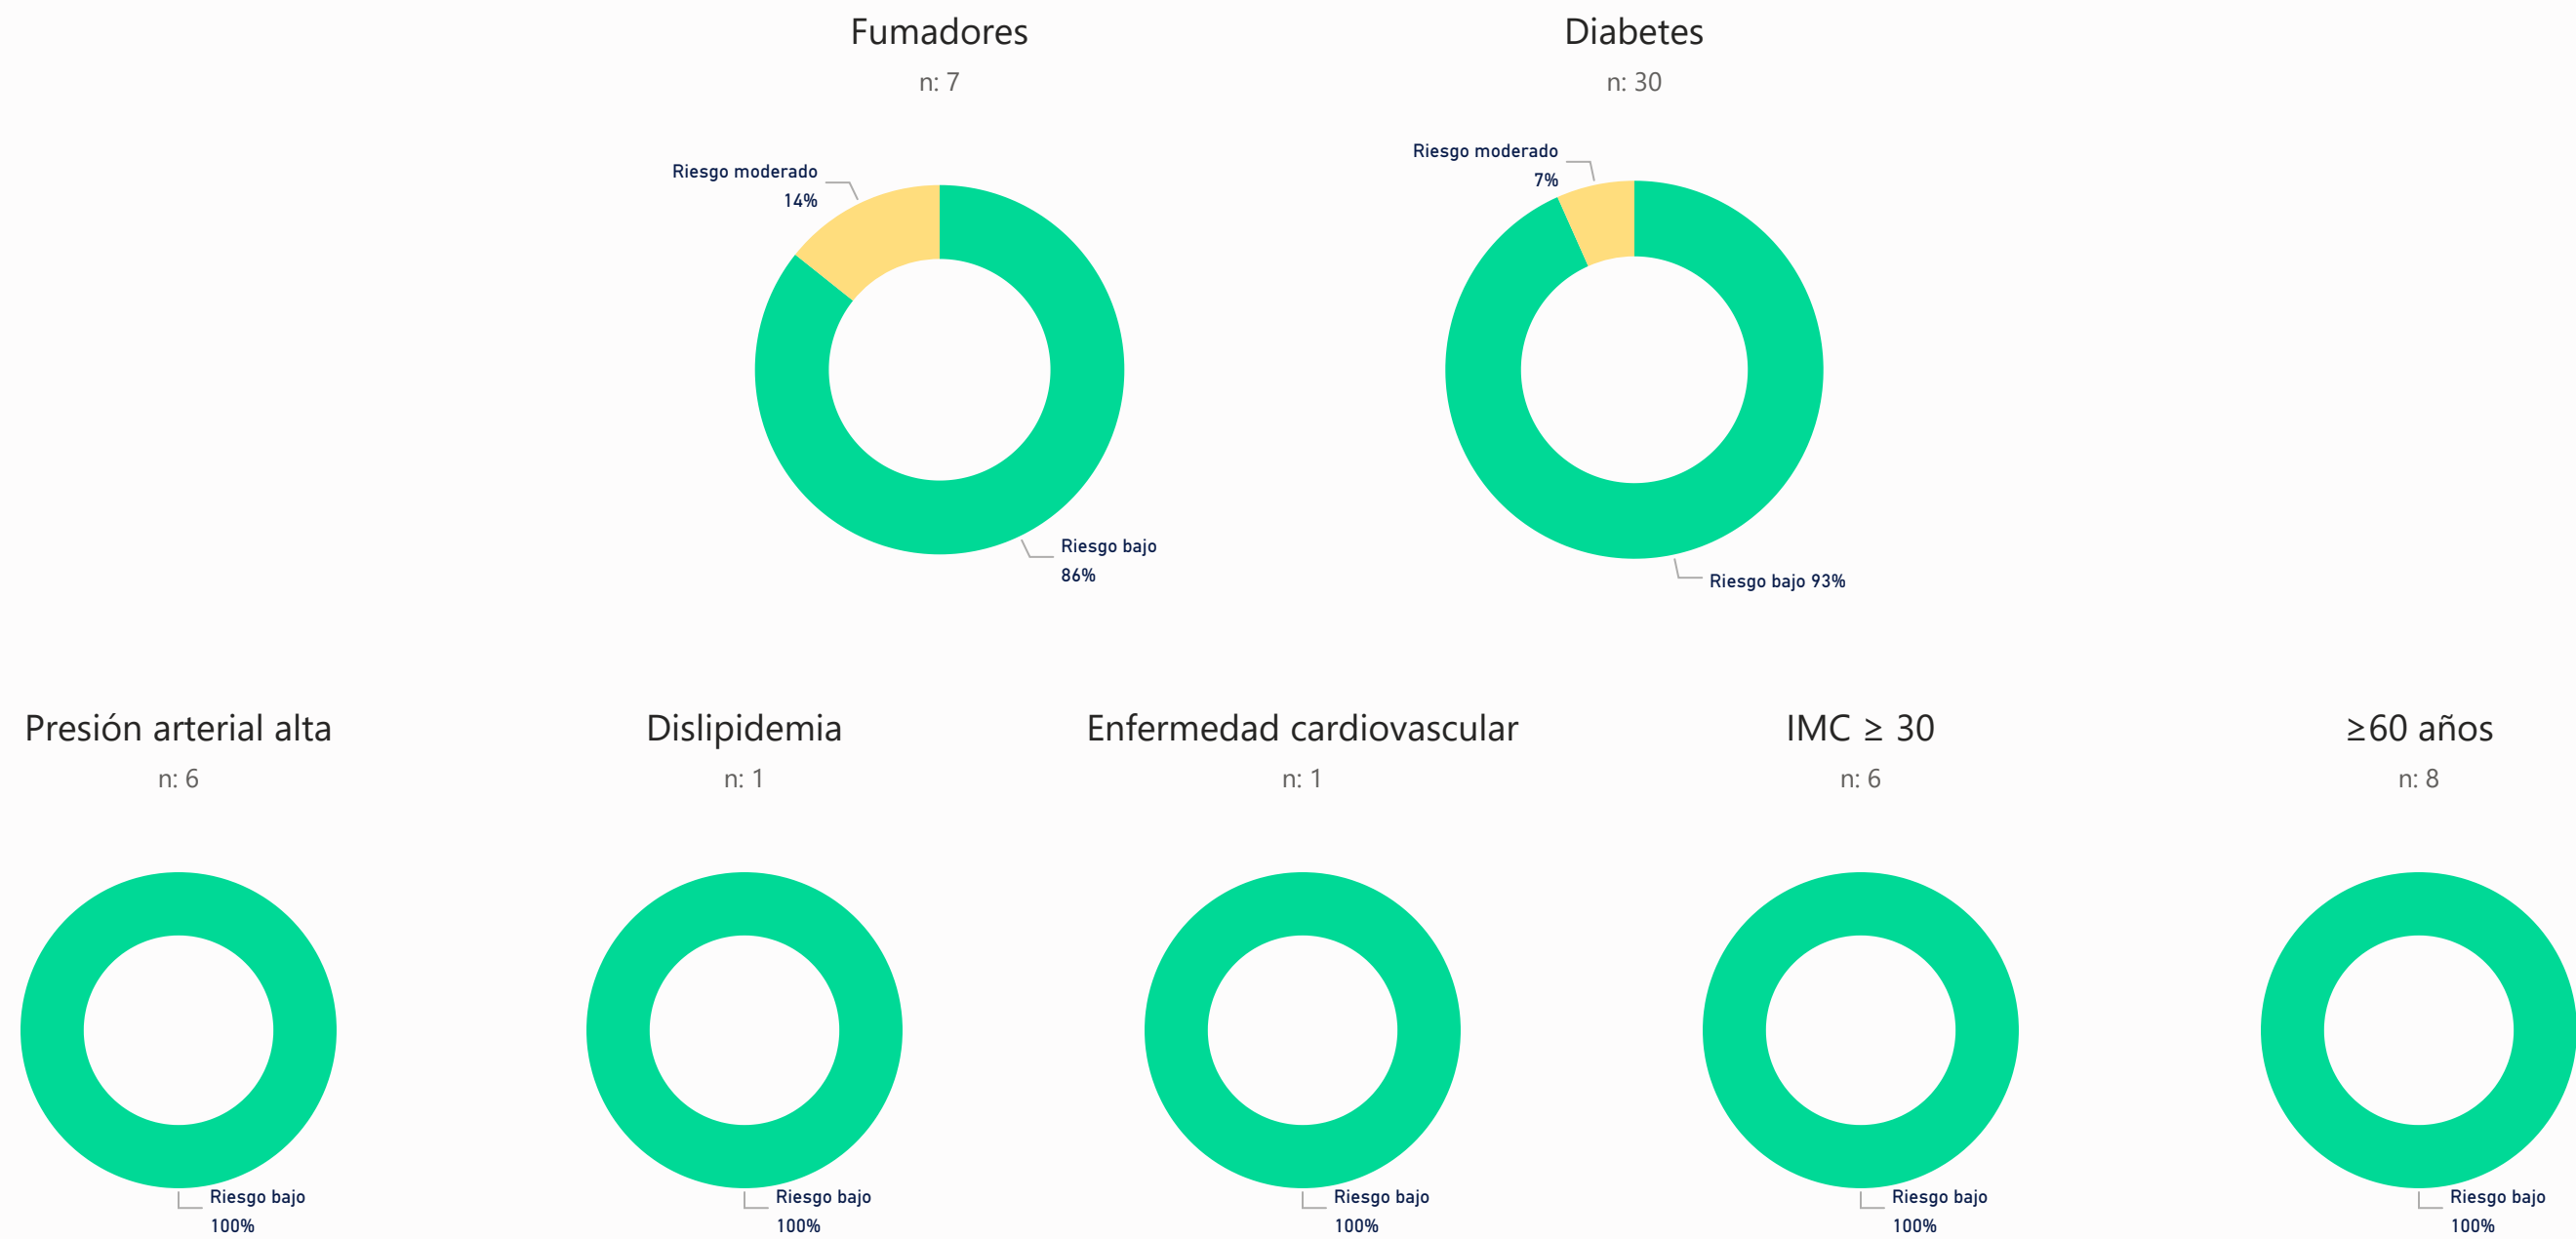 Fumadores
n: 7
Riesgo moderado
14%
Riesgo bajo
86%
Diabetes
n: 30
Riesgo moderado
7%
Riesgo bajo 93%
Presión arterial alta
n: 6
Riesgo bajo
100%
Dislipidemia
n: 1
Riesgo bajo
100%
Enfermedad cardiovascular
n: 1
Riesgo bajo
100%
IMC ≥ 30
n: 6
Riesgo bajo
100%
≥60 años
n: 8
Riesgo bajo
100%